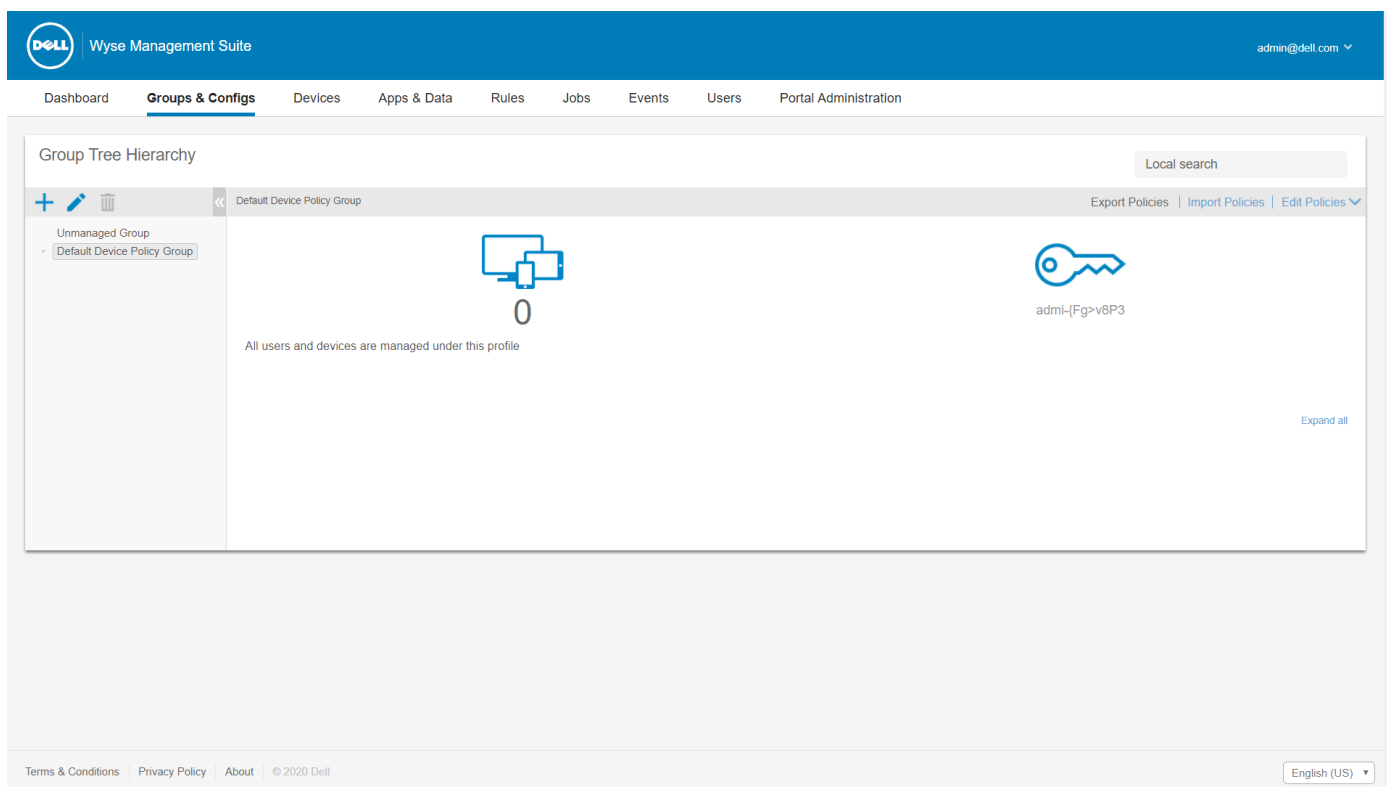 DELL
Wyse Management Suite
admin@dell.com
Dashboard Groups & Configs Devices Apps & Data Rules Jobs Events Users Portal Administration
Group Tree Hierarchy
Local search
Default Device Policy Group
Export Policies | Import Policies | Edit Policies
Unmanaged Group
Default Device Policy Group
0
admi-{Fg>v8P3
All users and devices are managed under this profile
Expand all
Terms & Conditions Privacy Policy About © 2020 Dell
English (US)